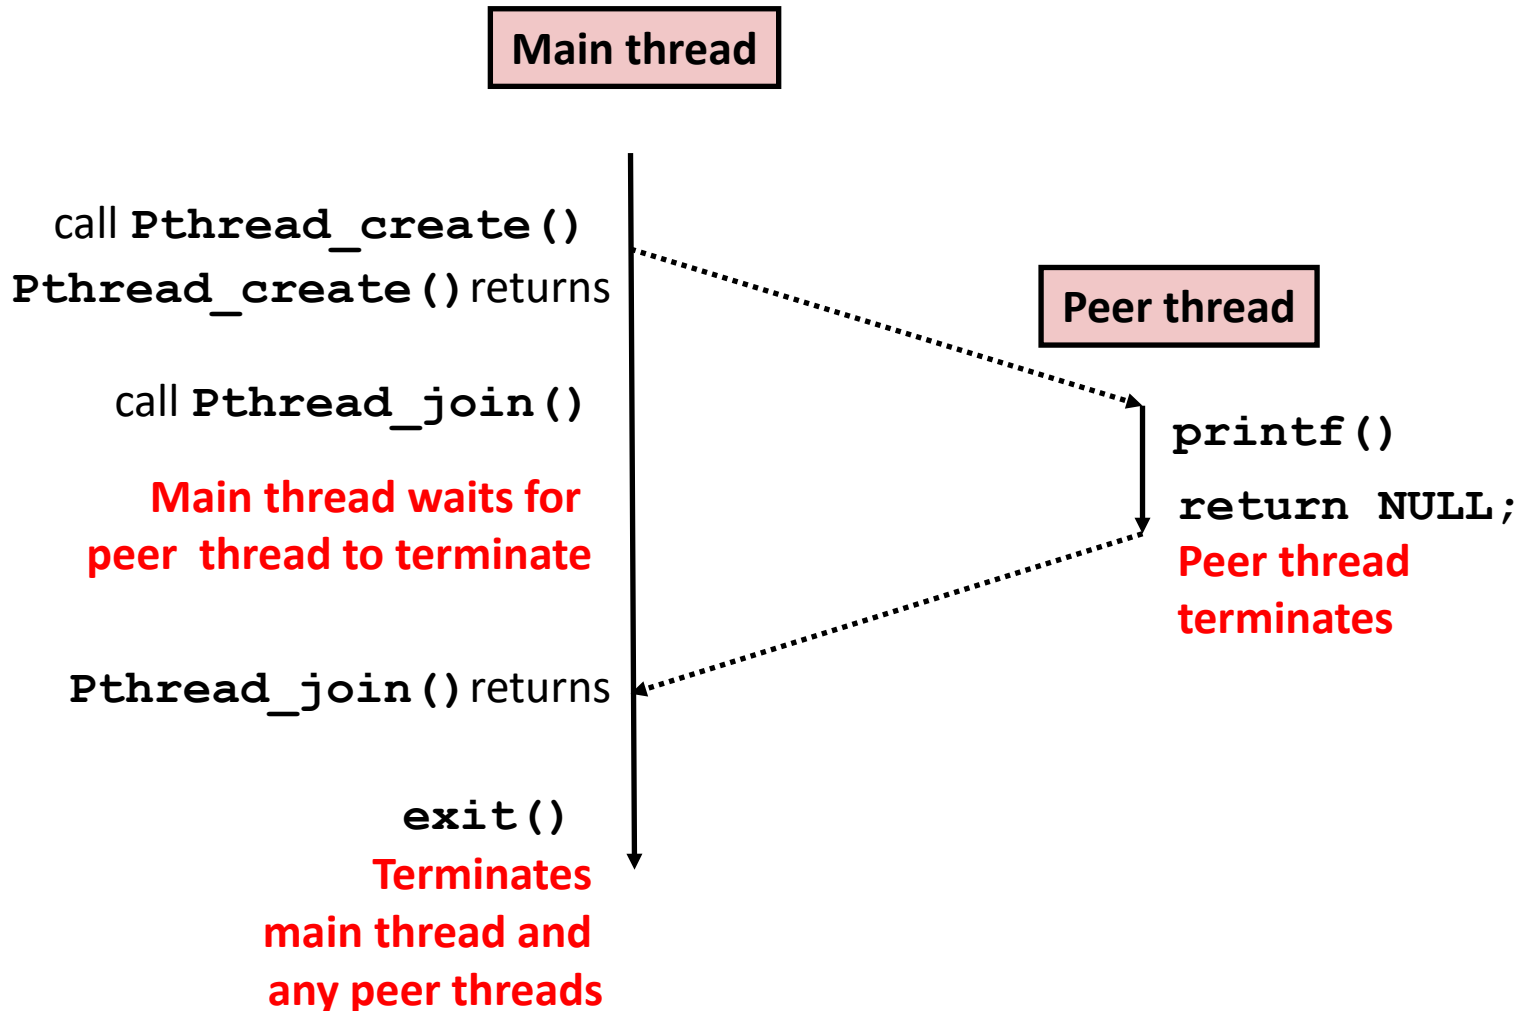 Main thread
call Pthread_create()
Pthread_create() returns
Peer thread
call Pthread_join()
printf()
Main thread waits for
peer thread to terminate
return NULL;
Peer thread
terminates
Pthread_join() returns
exit()
Terminates
main thread and
any peer threads